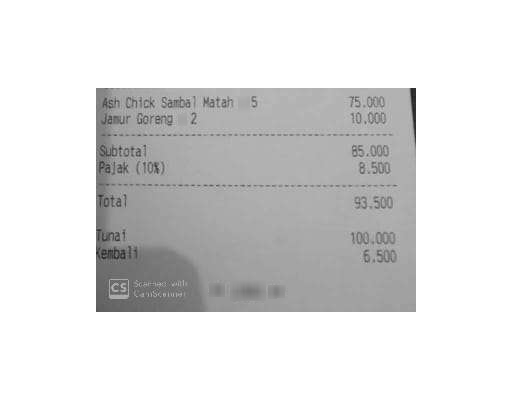 Ash Chick Sambal Matah 5 75.000
Jamur Goreng 2 10.000
Subtotal 85.000
Pajak (10%) 8.500
Total 93.500
Tunai 100.000
Kembali 6.500
CS Scanned with
CamScanner